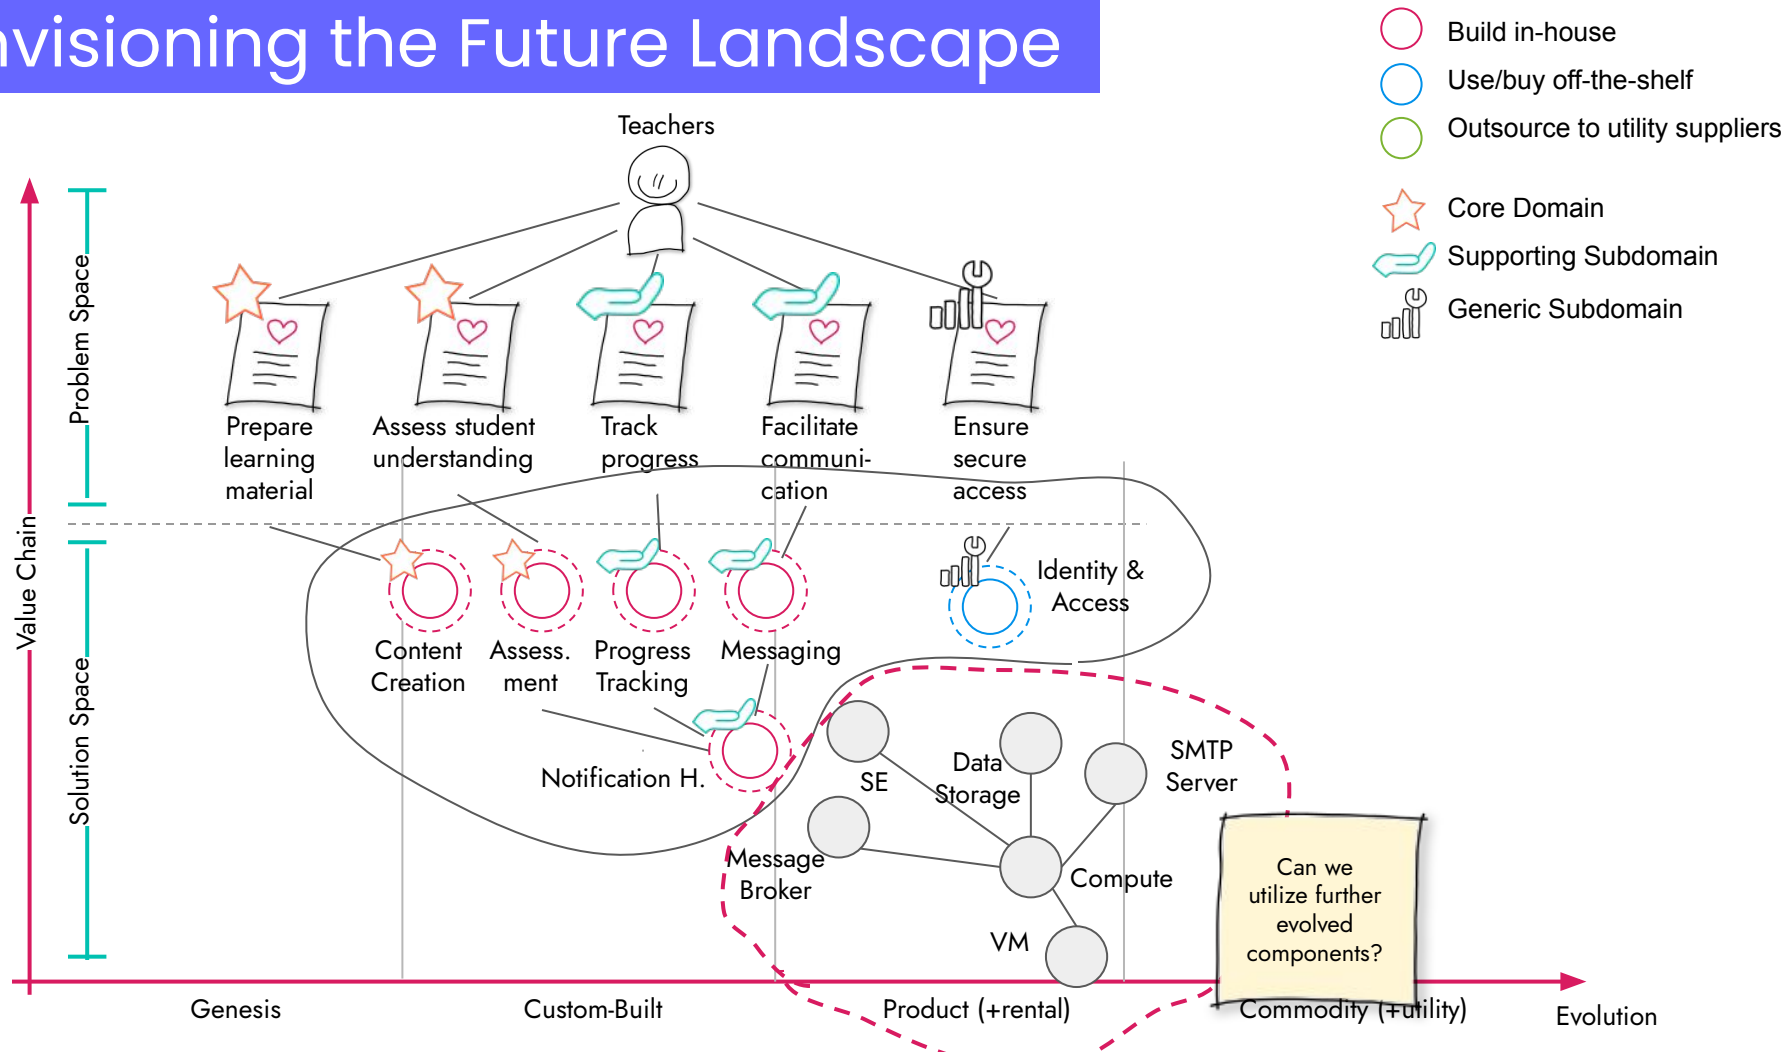 nvisioning the Future Landscape
Build in-house
Use/buy off-the-shelf
Outsource to utility suppliers
Core Domain
Supporting Subdomain
Generic Subdomain
Teachers
Value Chain
Problem Space
Solution Space
Prepare
learning
material
Assess student
understanding
Track
progress
Facilitate
communi-
cation
Ensure
secure
access
Content
Creation
Assess.
ment
Progress
Tracking
Messaging
Identity &
Access
Notification H.
SE
Data
Storage
SMTP
Server
Message
Broker
Compute
VM
Can we
utilize further
evolved
components?
Genesis
Custom-Built
Product (+rental)
Commodity (+utility)
Evolution